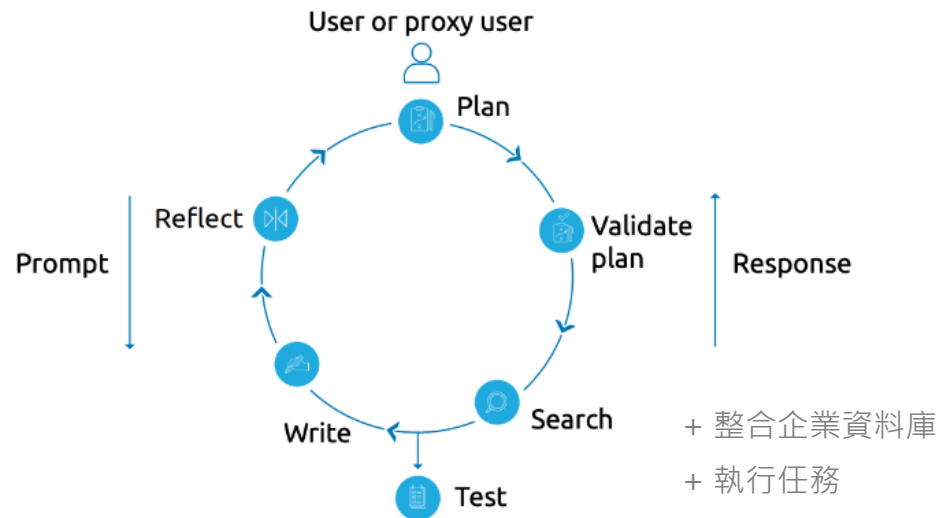 User or proxy user
Plan
Reflect
Validate
plan
Prompt
Response
Search
Write
Test
+ 整合企業資料庫
+ 執行任務